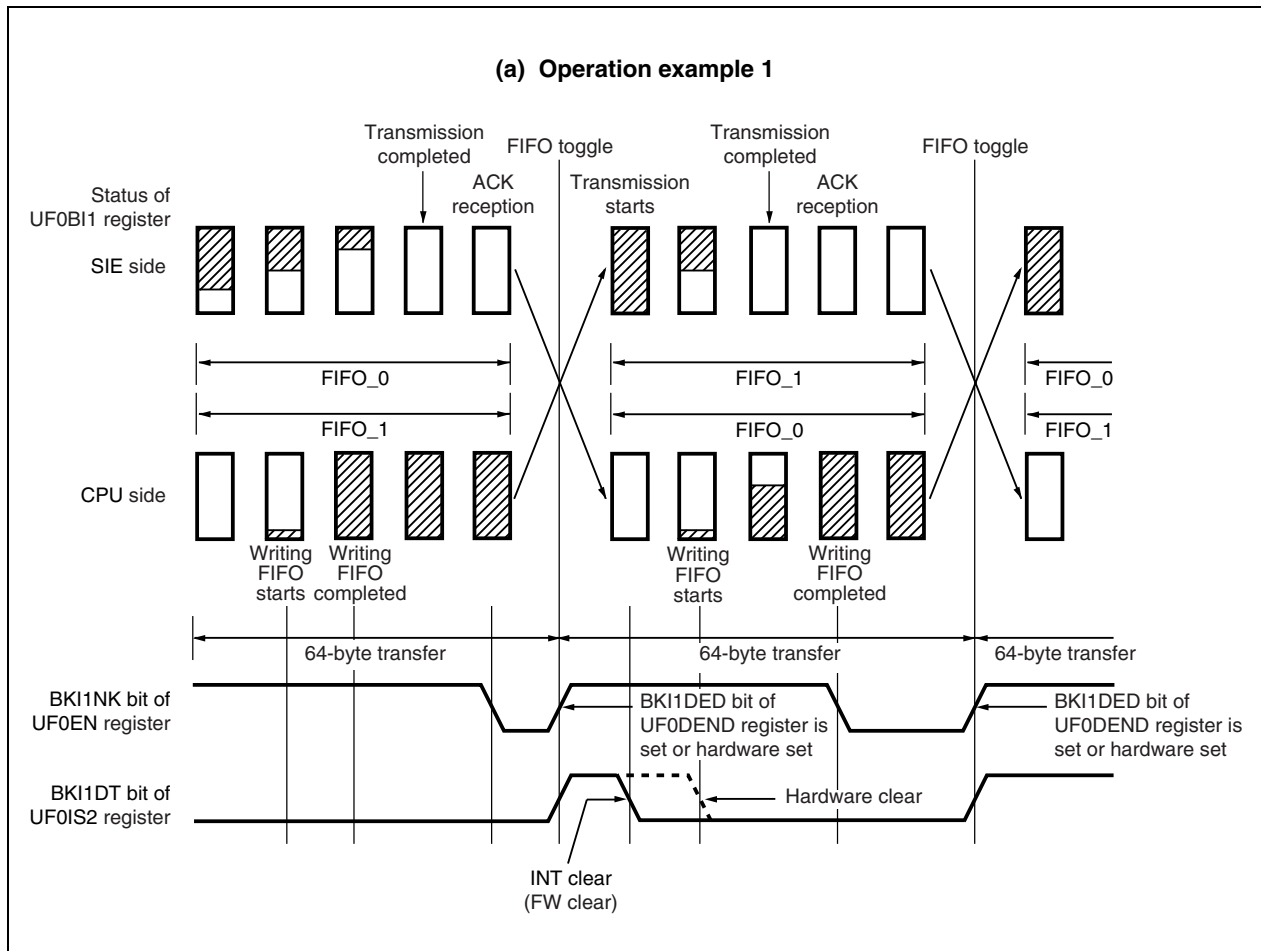 (a) Operation example 1
Transmission
completed
FIFO toggle
Transmission
completed
FIFO toggle
Status of
UF0BI1 register
ACK
reception
Transmission
starts
ACK
reception
SIE side
FIFO_0
FIFO_1
FIFO_0
FIFO_1
FIFO_0
FIFO_1
CPU side
Writing
FIFO
starts
Writing
FIFO
completed
Writing
FIFO
starts
Writing
FIFO
completed
64-byte transfer
64-byte transfer
64-byte transfer
BKI1NK bit of
UF0EN register
BKI1DED bit of
UF0DEND register is
set or hardware set
BKI1DED bit of
UF0DEND register is
set or hardware set
BKI1DT bit of
UF0IS2 register
Hardware clear
INT clear
(FW clear)